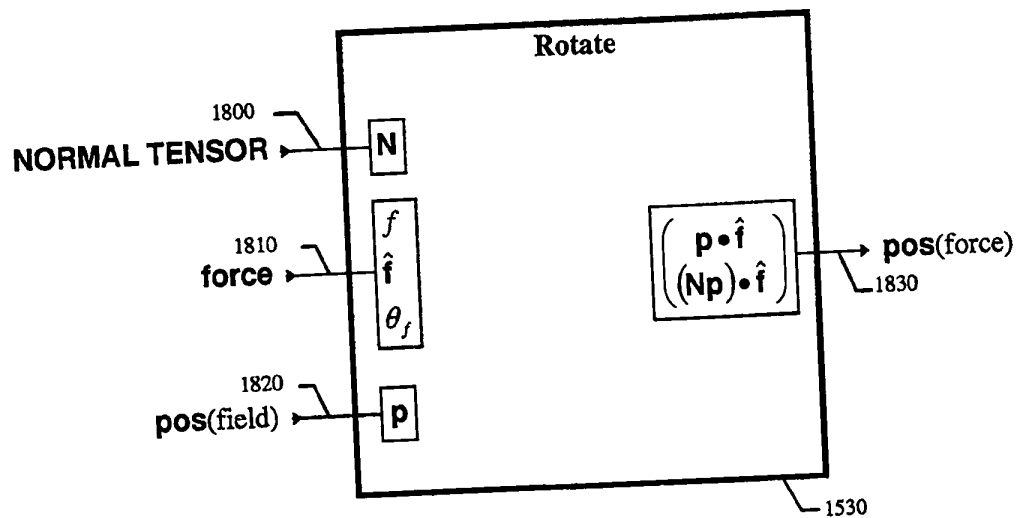 Rotate
1800
NORMAL TENSOR
N
1810
force
f
f̂
θ_f
p•f̂
(Np)•f̂
pos(force)
1830
1820
pos(field)
p
1530